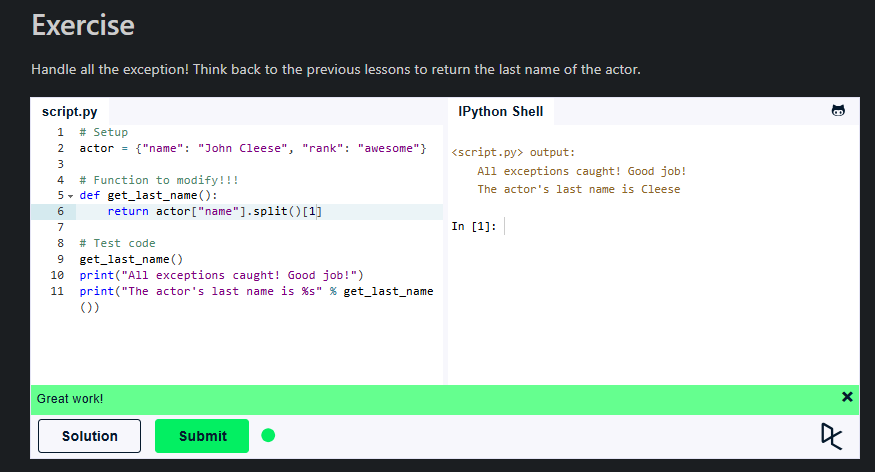 Exercise
Handle all the exception! Think back to the previous lessons to return the last name of the actor.
script.py
1 # Setup
2 actor = {"name": "John Cleese", "rank": "awesome"}
3
4 # Function to modify!!!
5 def get_last_name():
6     return actor["name"].split()[1]
7
8 # Test code
9 get_last_name()
10 print("All exceptions caught! Good job!")
11 print("The actor's last name is %s" % get_last_name
())
IPython Shell
<script.py> output:
    All exceptions caught! Good job!
    The actor's last name is Cleese
In [1]:
Great work!
Solution
Submit